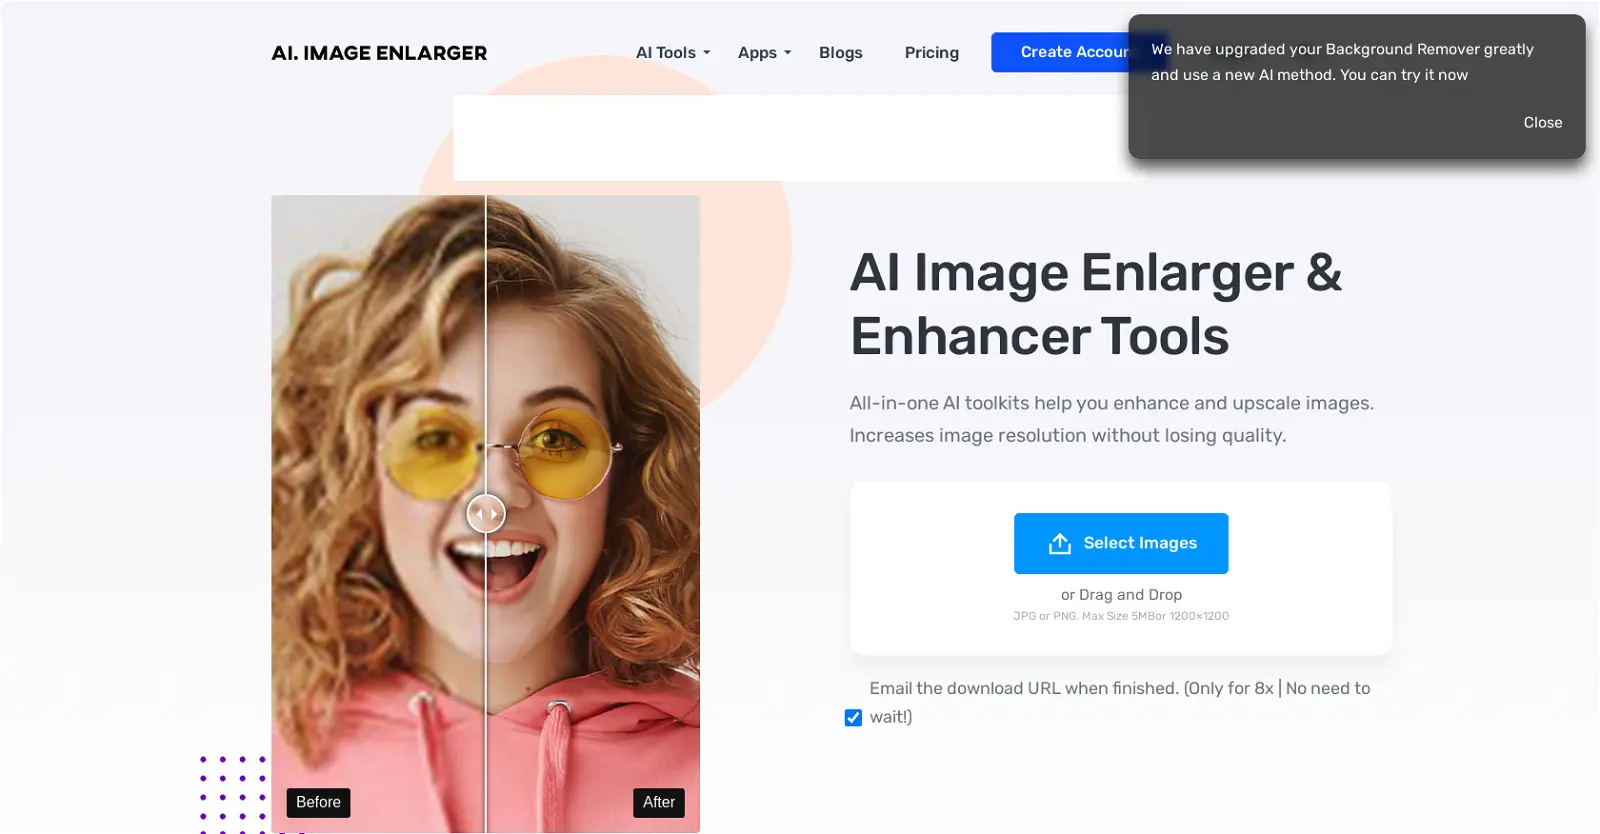 AI. IMAGE ENLARGER
AI Tools
Apps
Blogs
Pricing
Create Accoun
We have upgraded your Background Remover greatly
and use a new AI method. You can try it now
Close
AI Image Enlarger &
Enhancer Tools
All-in-one AI toolkits help you enhance and upscale images.
Increases image resolution without losing quality.
Select Images
or Drag and Drop
JPG or PNG. Max Size 5MBor 1200×1200
Email the download URL when finished. (Only for 8x | No need to
wait!)
Before
After